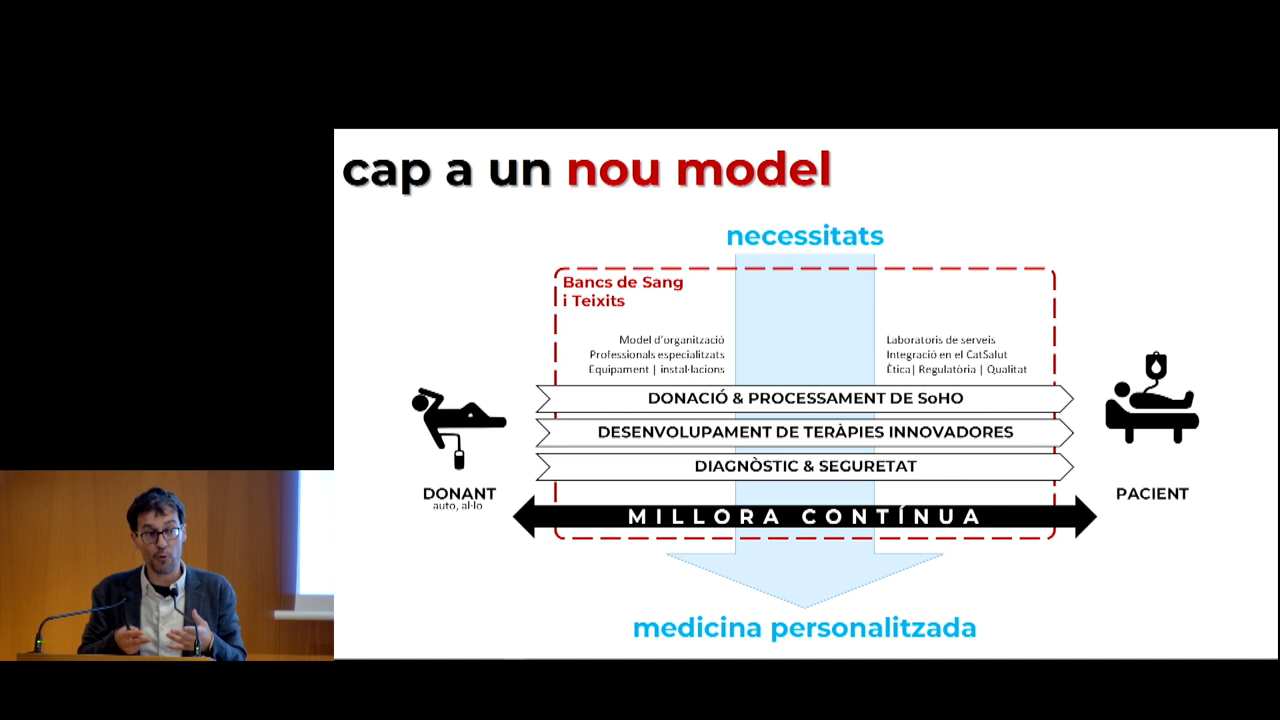 cap a un nou model
necessitats
Bancs de Sang
i Teixits
Model d'organització
Professionals especialitzats
Equipament | instal·lacions
Laboratoris de serveis
Integració en el CatSalut
Ètica| Regulatòria | Qualitat
DONACIÓ & PROCESSAMENT DE SoHO
DESENVOLUPAMENT DE TERÀPIES INNOVADORES
DIAGNÒSTIC & SEGURETAT
DONANT
auto, al·lo
PACIENT
MILLORA CONTÍNUA
medicina personalitzada